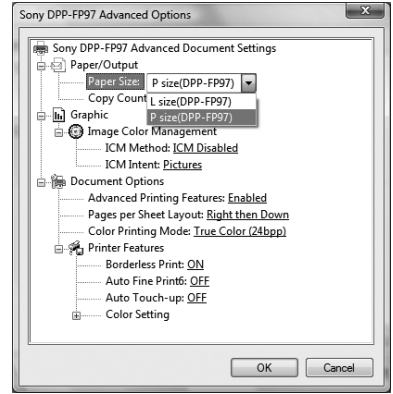 Sony DPP-FP97 Advanced Options
Sony DPP-FP97 Advanced Document Settings
Paper/Output
Paper Size: P size(DPP-FP97)
L size(DPP-FP97)
Copy Count
P size(DPP-FP97)
Graphic
Image Color Management
ICM Method: ICM Disabled
ICM Intent: Pictures
Document Options
Advanced Printing Features: Enabled
Pages per Sheet Layout: Right then Down
Color Printing Mode: True Color (24bpp)
Printer Features
Borderless Print: ON
Auto Fine Print6: OFF
Auto Touch-up: OFF
Color Setting
OK Cancel